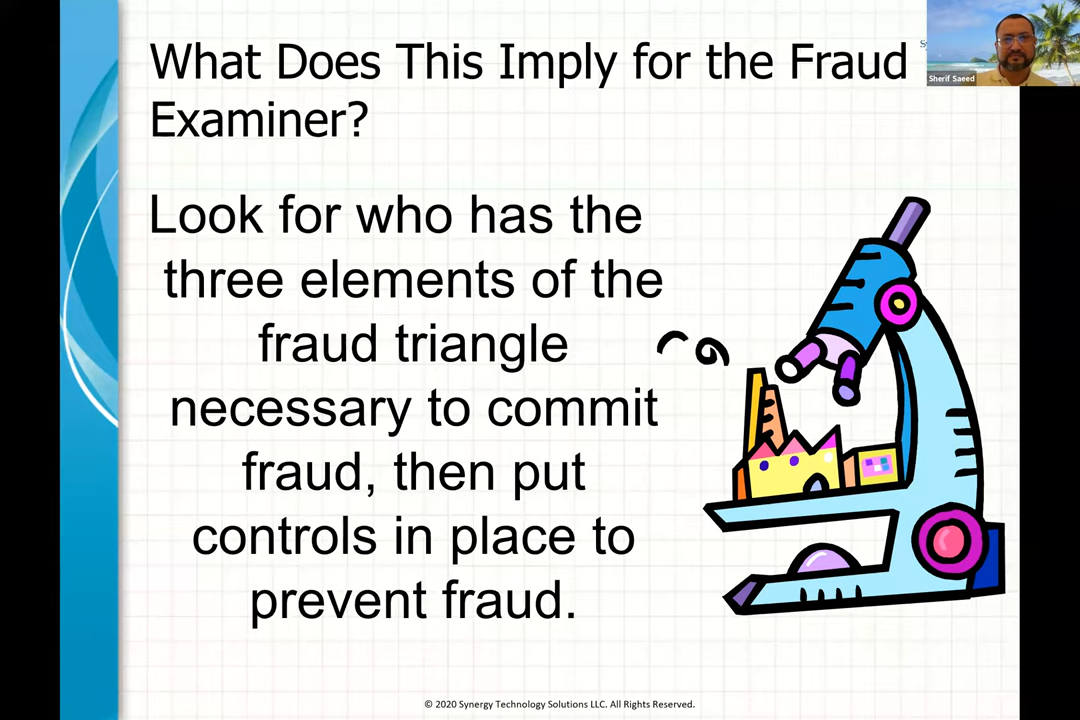 What Does This Imply for the Fraud
Examiner?
Sherif Saeed
Look for who has the
three elements of the
fraud triangle
necessary to commit
fraud, then put
controls in place to
prevent fraud.
© 2020 Synergy Technology Solutions LLC. All Rights Reserved.